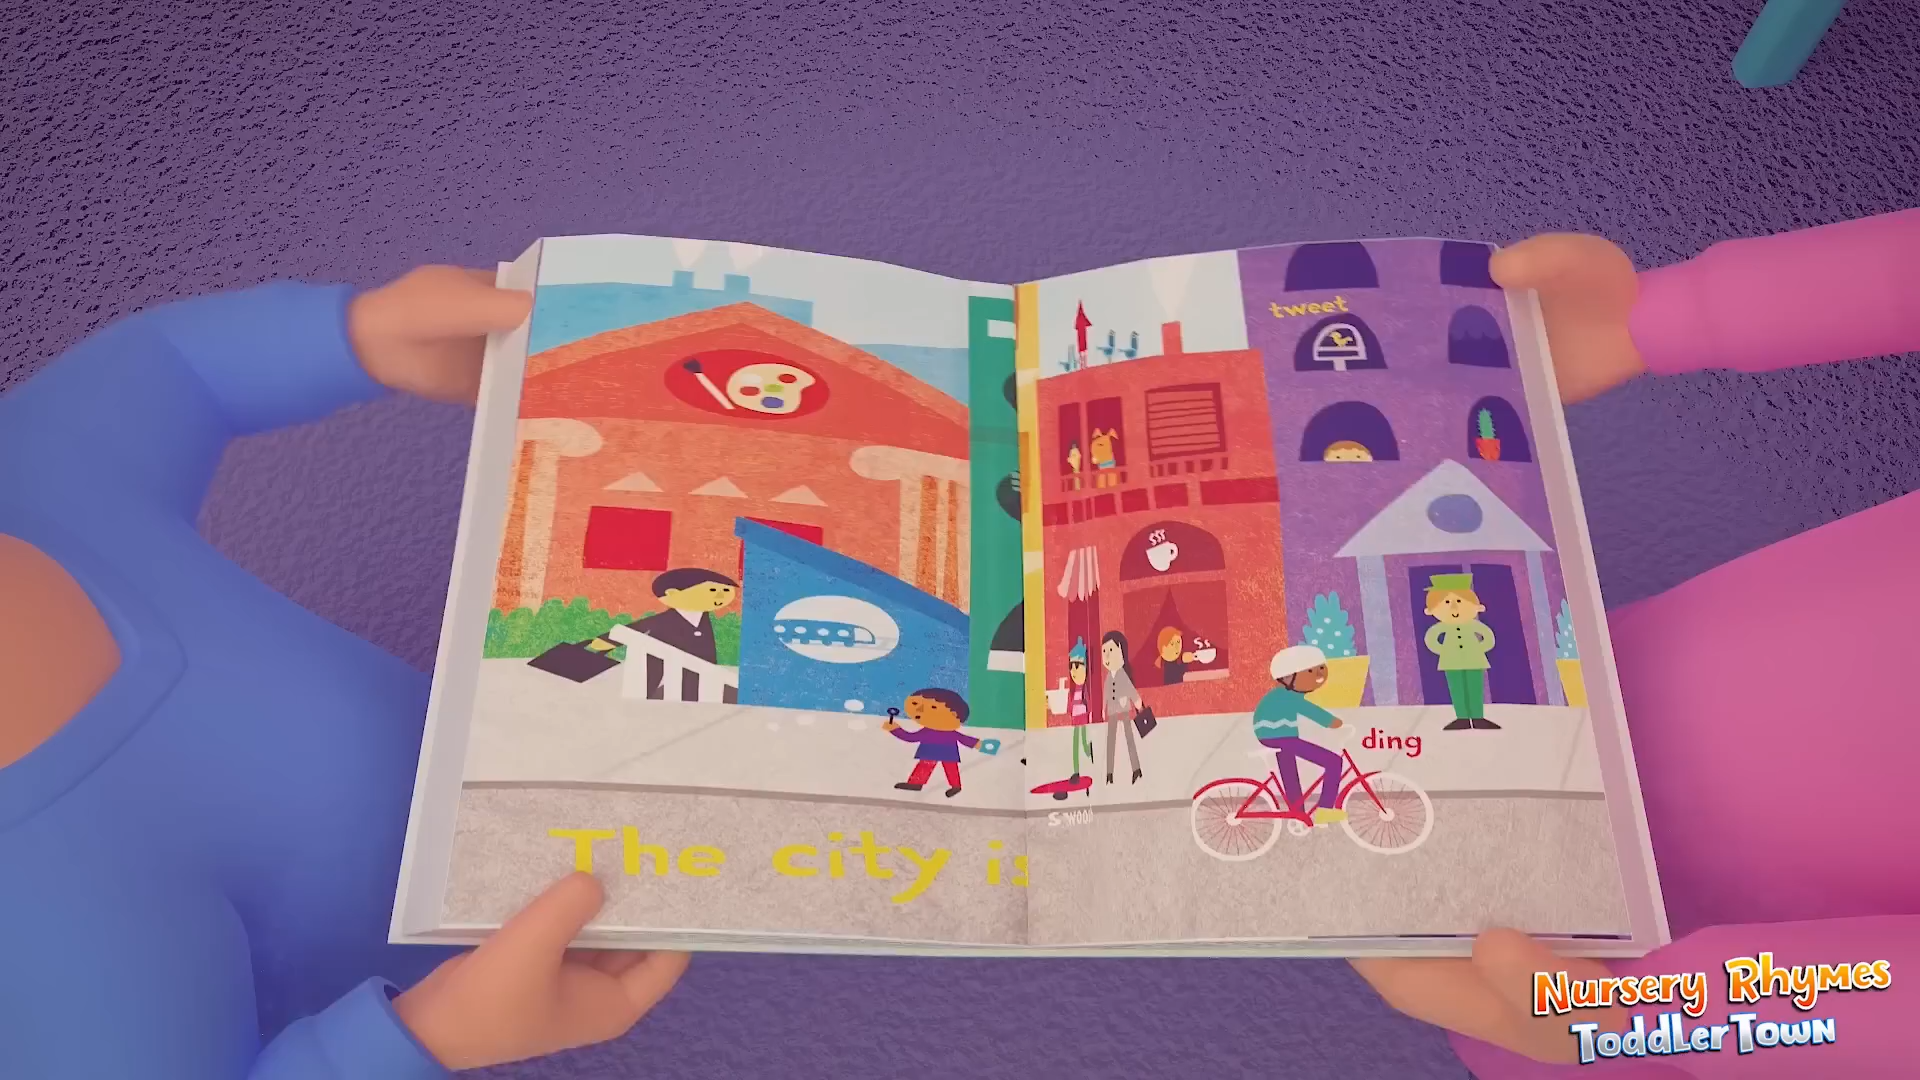 tweet
ding
The city is
Nursery Rhymes
Toddler Town